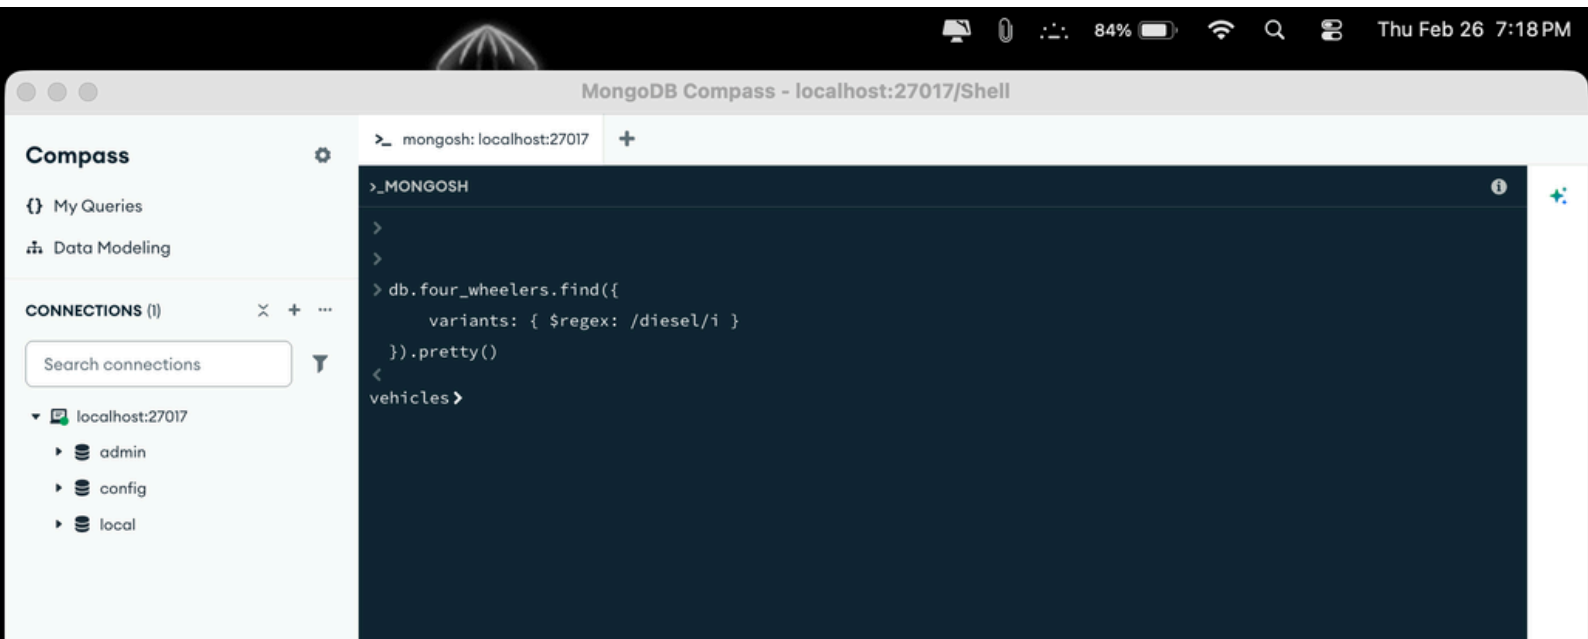 84% Thu Feb 26 7:18 PM
MongoDB Compass - localhost:27017/Shell
Compass
{} My Queries
Data Modeling
CONNECTIONS (1)
Search connections
localhost:27017
admin
config
local
>_ mongosh: localhost:27017 +
>_MONGOSH
>
>
> db.four_wheelers.find({
variants: { $regex: /diesel/i }
}).pretty()
<
vehicles>